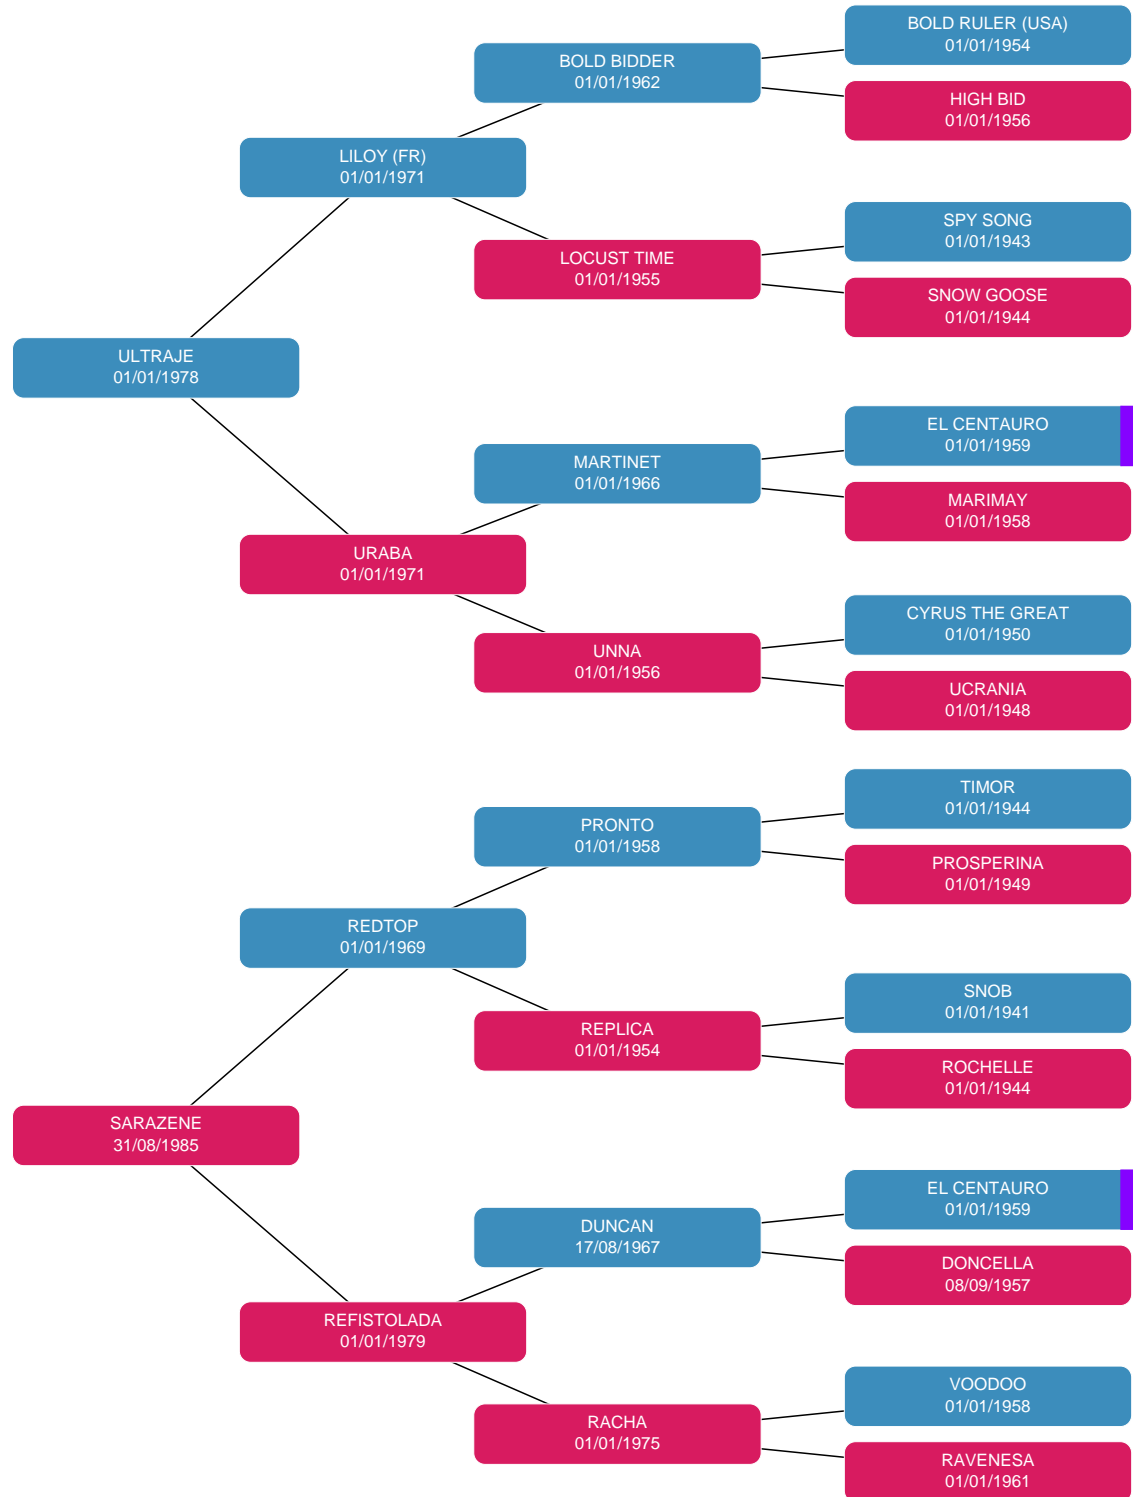 BOLD RULER (USA)
01/01/1954
BOLD BIDDER
01/01/1962
HIGH BID
01/01/1956
LILOY (FR)
01/01/1971
SPY SONG
01/01/1943
LOCUST TIME
01/01/1955
SNOW GOOSE
01/01/1944
ULTRAJE
01/01/1978
EL CENTAURO
01/01/1959
MARTINET
01/01/1966
MARIMAY
01/01/1958
URABA
01/01/1971
CYRUS THE GREAT
01/01/1950
UNNA
01/01/1956
UCRANIA
01/01/1948
TIMOR
01/01/1944
PRONTO
01/01/1958
PROSPERINA
01/01/1949
REDTOP
01/01/1969
SNOB
01/01/1941
REPLICA
01/01/1954
ROCHELLE
01/01/1944
SARAZENE
31/08/1985
EL CENTAURO
01/01/1959
DUNCAN
17/08/1967
DONCELLA
08/09/1957
REFISTOLADA
01/01/1979
VOODOO
01/01/1958
RACHA
01/01/1975
RAVENESA
01/01/1961